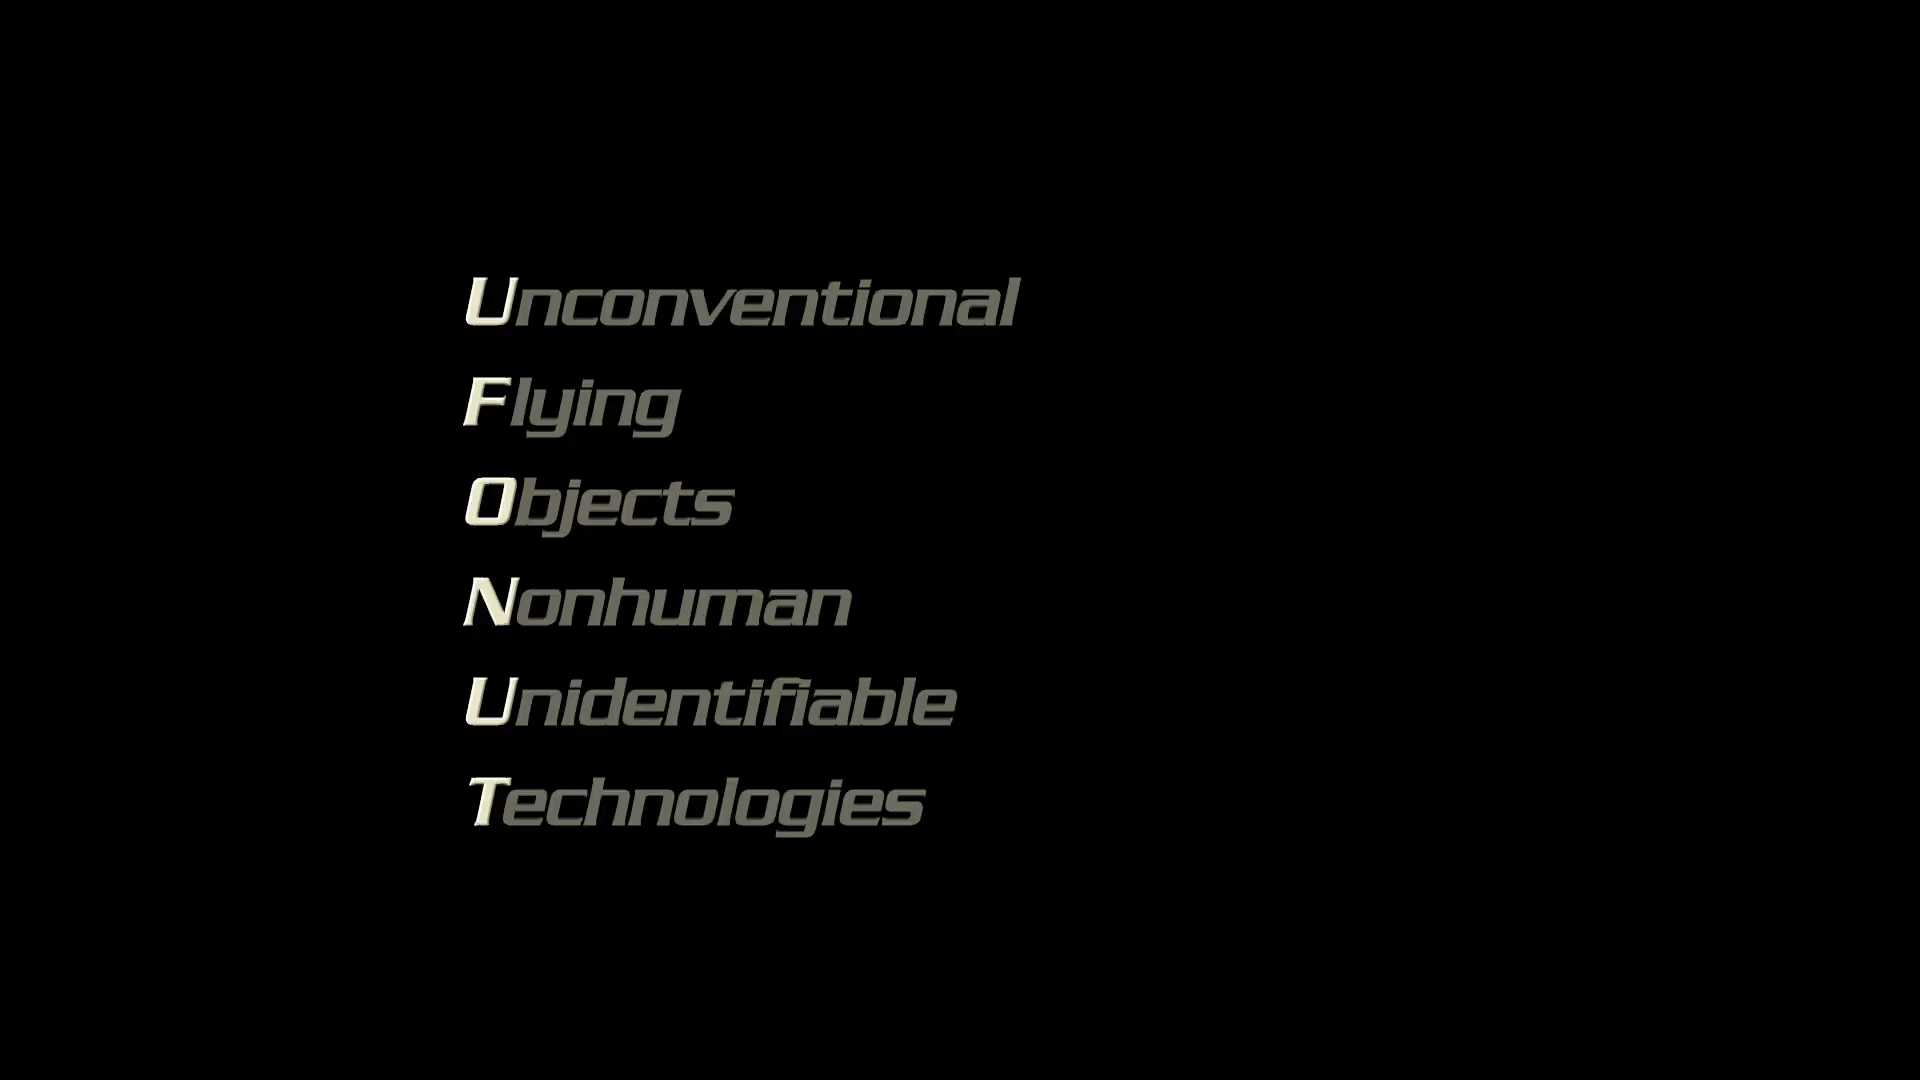 Unconventional
Flying
Objects
Nonhuman
Unidentifiable
Technologies